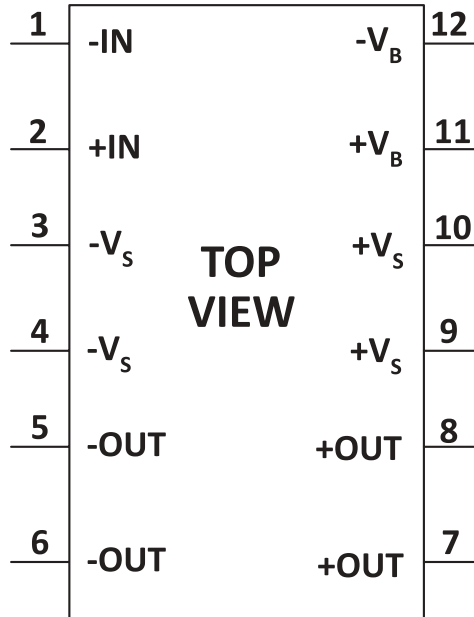 1 -IN -VB 12
2 +IN +VB 11
3 -VS +VS 10
TOP
VIEW
4 -VS +VS 9
5 -OUT +OUT 8
6 -OUT +OUT 7